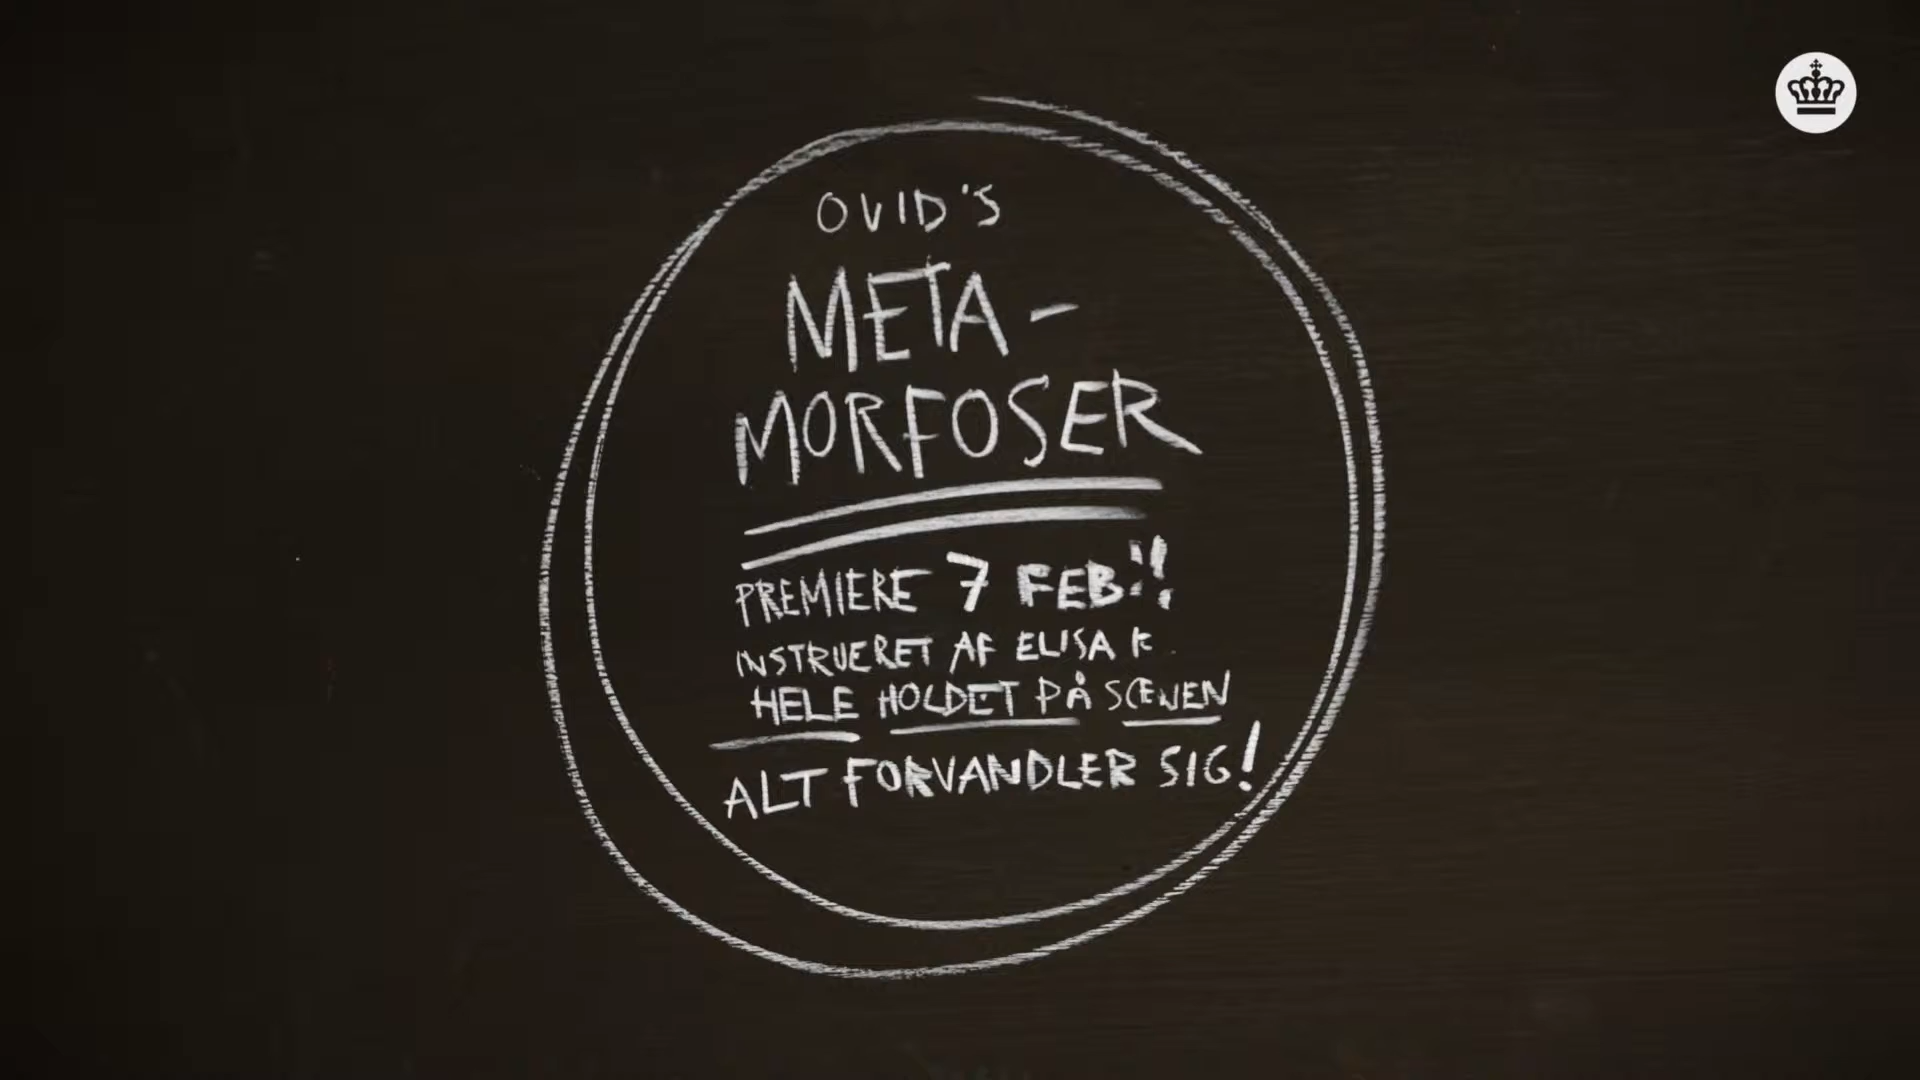 OVID'S
META-
MORFOSER
PREMIERE 7 FEB!!
INSTRUERET AF ELISA K.
HELE HOLDET PÅ SCENEN
ALT FORVANDLER SIG!